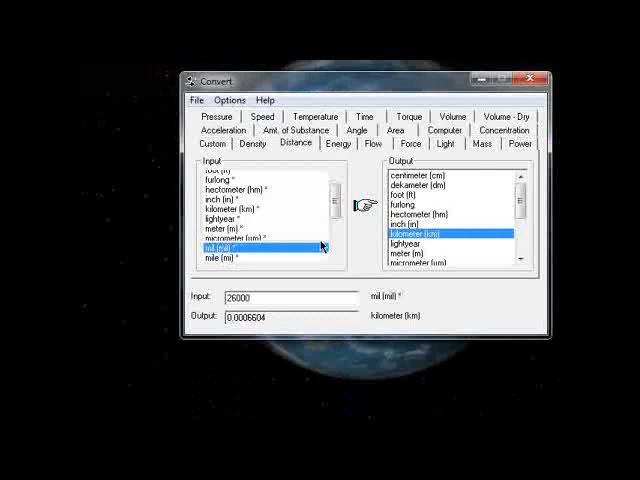 Convert
File Options Help
Pressure Speed Temperature Time Torque Volume Volume - Dry
Acceleration Amt. of Substance Angle Area Computer Concentration
Custom Density Distance Energy Flow Force Light Mass Power
Input
foot (ft)
furlong *
hectometer (hm) *
inch (in) *
kilometer (km) *
lightyear *
meter (m) *
micrometer (um) *
mil (mil) *
mile (mi) *
Output
centimeter (cm)
dekameter (dm)
foot (ft)
furlong
hectometer (hm)
inch (in)
kilometer (km)
lightyear
meter (m)
micrometer (um)
Input: 26000 mil (mil) *
Output: 0.0006604 kilometer (km)